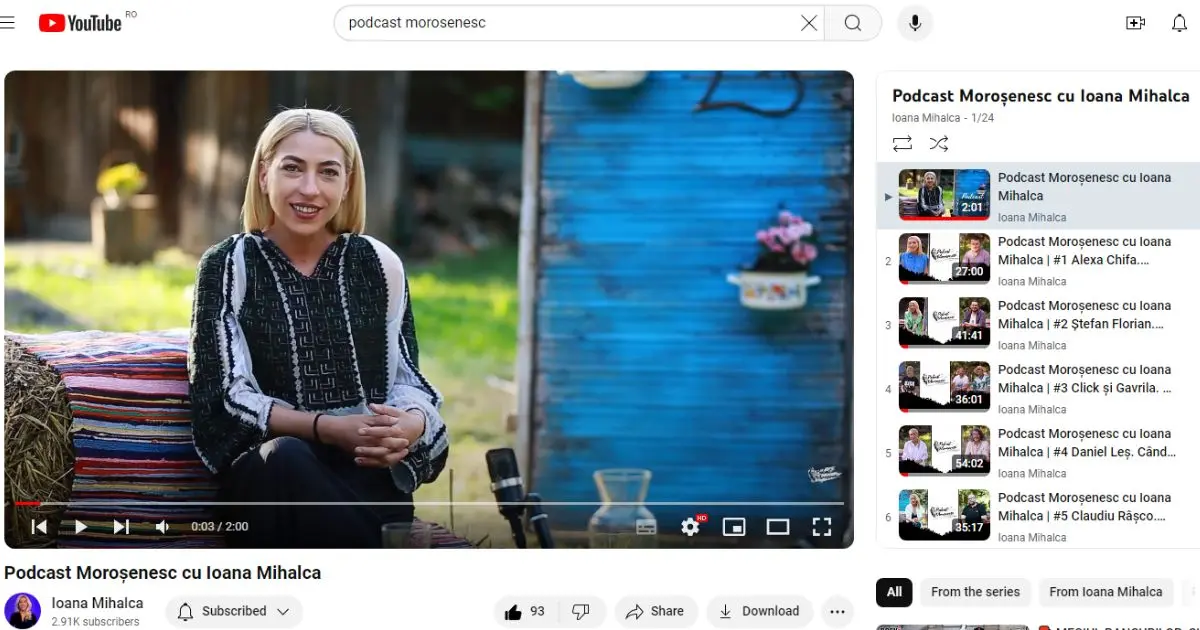 YouTube RO
podcast morosenesc
Podcast Moroșenesc cu Ioana Mihalca
Ioana Mihalca - 1/24
2:01
Podcast Moroșenesc cu Ioana
Mihalca
Ioana Mihalca
2
27:00
Podcast Moroșenesc cu Ioana
Mihalca | #1 Alexa Chifa....
Ioana Mihalca
3
41:41
Podcast Moroșenesc cu Ioana
Mihalca | #2 Ștefan Florian....
Ioana Mihalca
4
36:01
Podcast Moroșenesc cu Ioana
Mihalca | #3 Click și Gavrila. ...
Ioana Mihalca
5
54:02
Podcast Moroșenesc cu Ioana
Mihalca | #4 Daniel Leș. Când...
Ioana Mihalca
6
35:17
Podcast Moroșenesc cu Ioana
Mihalca | #5 Claudiu Râșco....
Ioana Mihalca
0:03 / 2:00
HD
Podcast Moroșenesc cu Ioana Mihalca
Ioana Mihalca
2.91K subscribers
Subscribed
93
Share
Download
All
From the series
From Ioana Mihalca